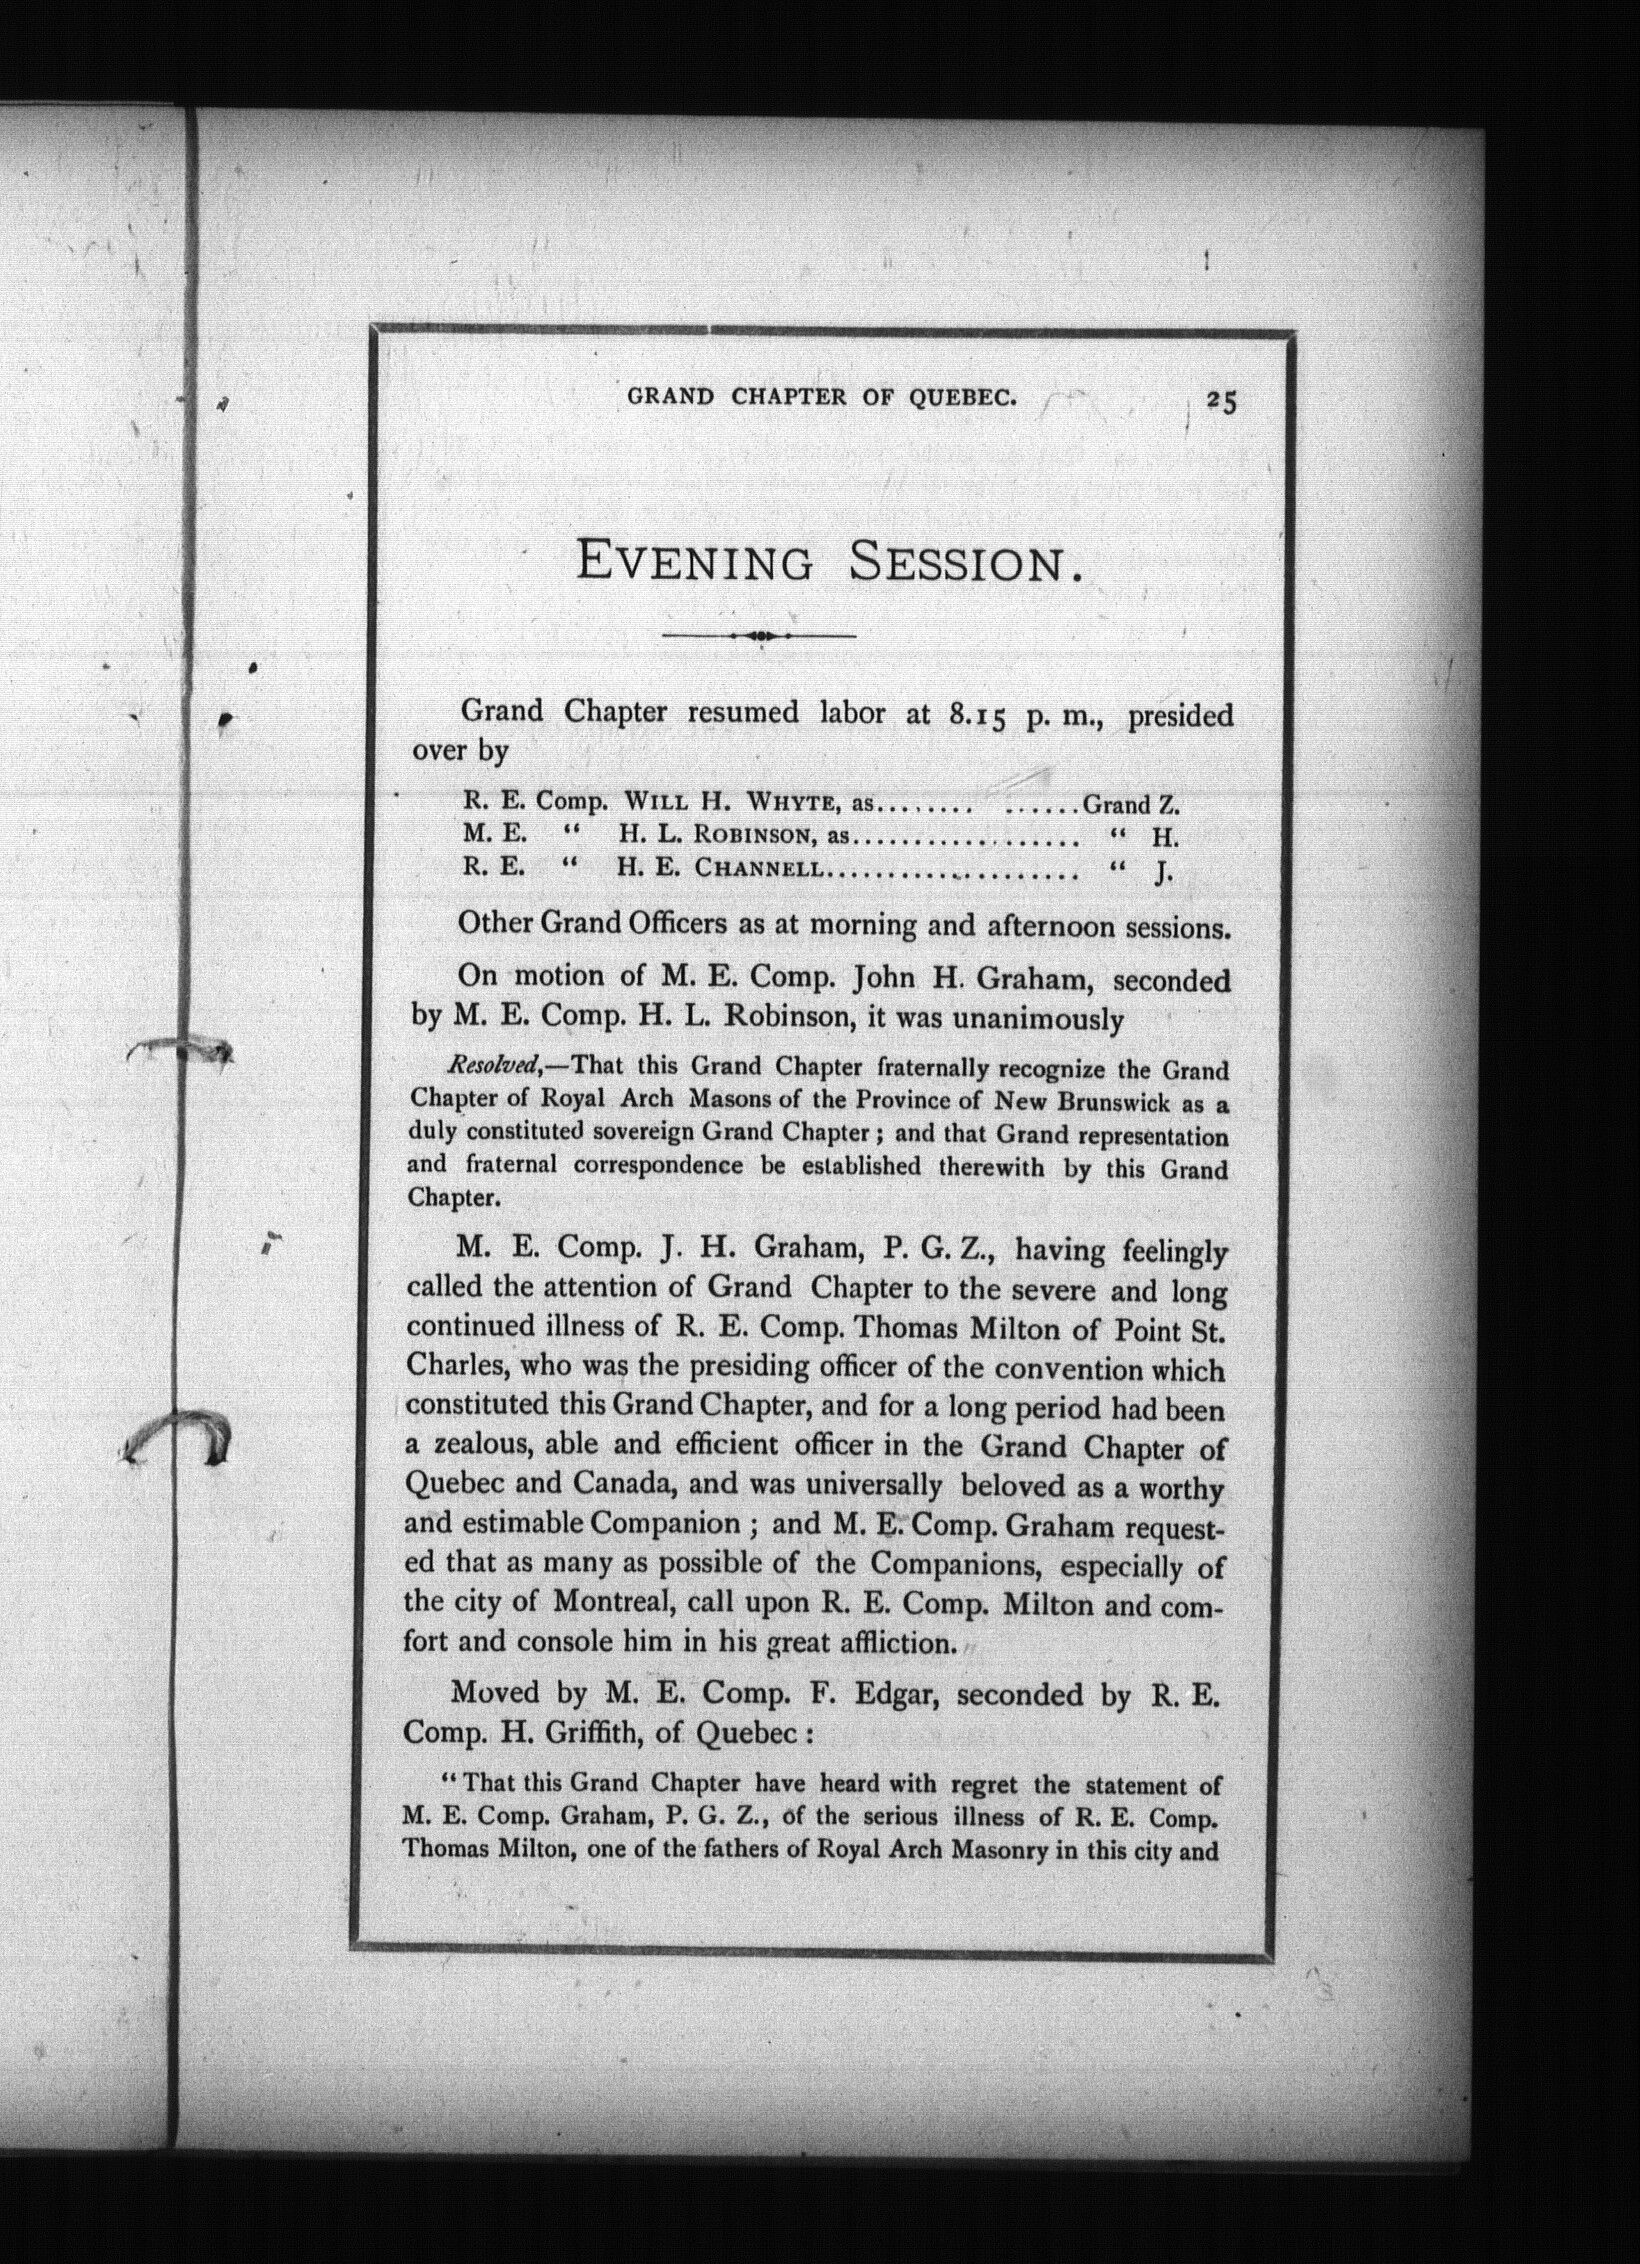 GRAND CHAPTER OF QUEBEC. 25
EVENING SESSION.
Grand Chapter resumed labor at 8.15 p. m., presided
over by
R. E. Comp. WILL H. WHYTE, as........ ......Grand Z.
M. E. " H. L. ROBINSON, as................... " H.
R. E. " H. E. CHANNELL..................... " J.
Other Grand Officers as at morning and afternoon sessions.
On motion of M. E. Comp. John H. Graham, seconded
by M. E. Comp. H. L. Robinson, it was unanimously
Resolved,—That this Grand Chapter fraternally recognize the Grand
Chapter of Royal Arch Masons of the Province of New Brunswick as a
duly constituted sovereign Grand Chapter ; and that Grand representation
and fraternal correspondence be established therewith by this Grand
Chapter.
M. E. Comp. J. H. Graham, P. G. Z., having feelingly
called the attention of Grand Chapter to the severe and long
continued illness of R. E. Comp. Thomas Milton of Point St.
Charles, who was the presiding officer of the convention which
constituted this Grand Chapter, and for a long period had been
a zealous, able and efficient officer in the Grand Chapter of
Quebec and Canada, and was universally beloved as a worthy
and estimable Companion ; and M. E. Comp. Graham request-
ed that as many as possible of the Companions, especially of
the city of Montreal, call upon R. E. Comp. Milton and com-
fort and console him in his great affliction.
Moved by M. E. Comp. F. Edgar, seconded by R. E.
Comp. H. Griffith, of Quebec :
" That this Grand Chapter have heard with regret the statement of
M. E. Comp. Graham, P. G. Z., of the serious illness of R. E. Comp.
Thomas Milton, one of the fathers of Royal Arch Masonry in this city and